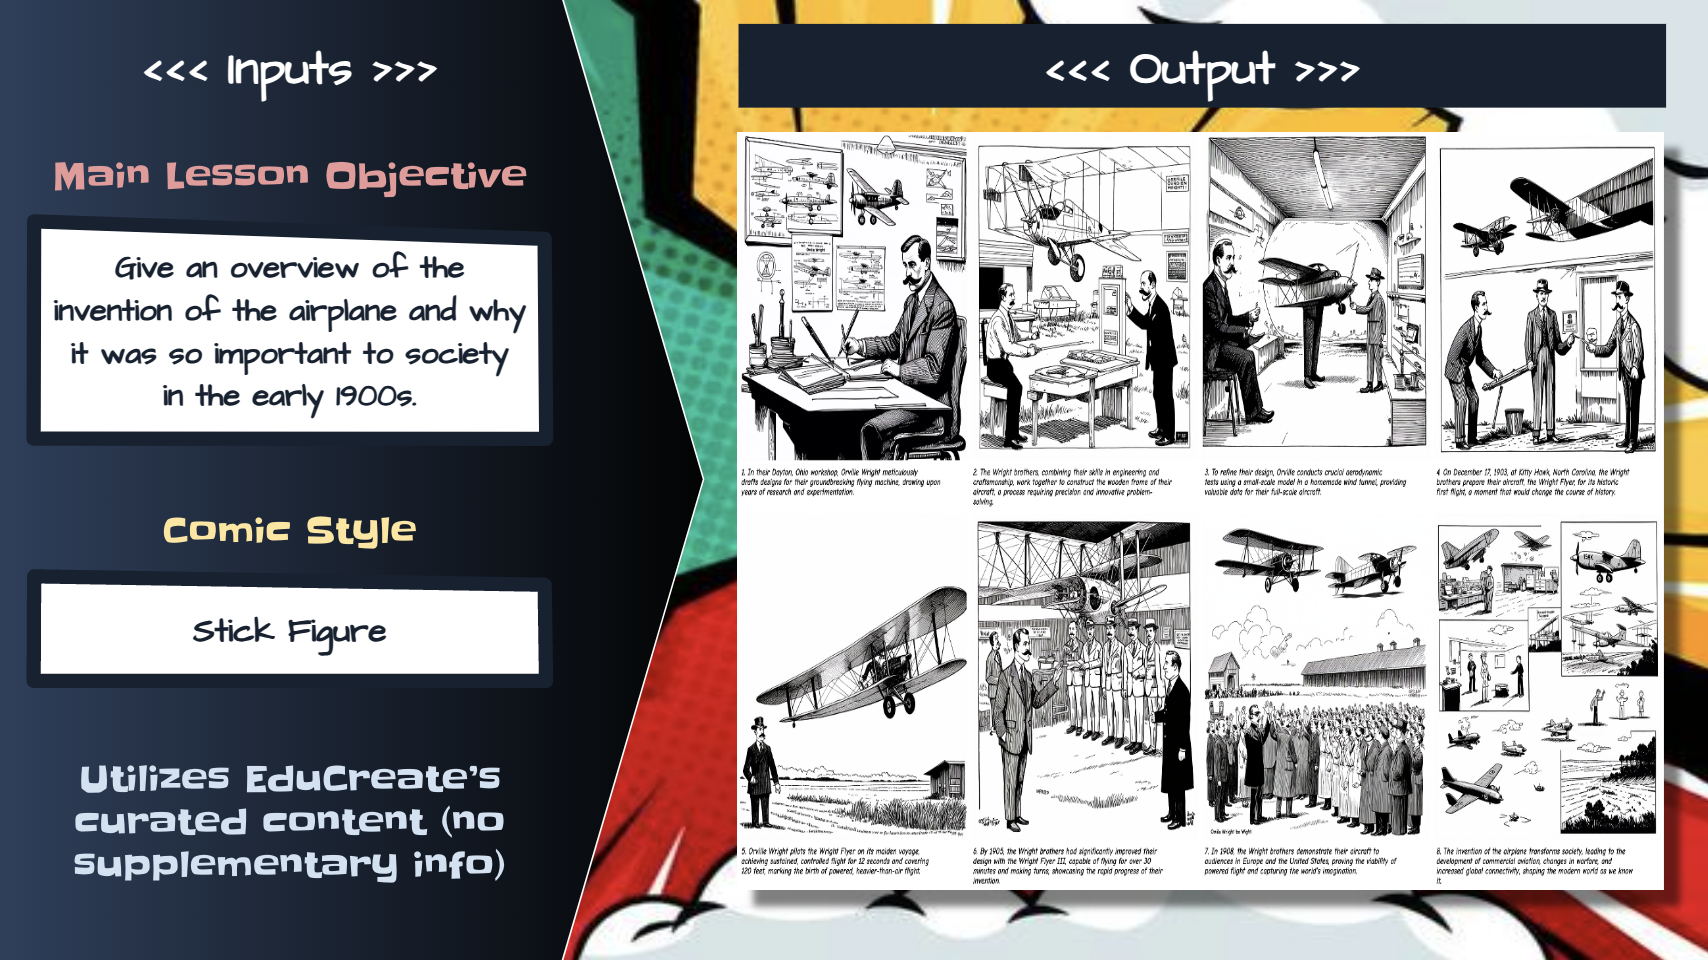 <<< Inputs >>>
Main Lesson Objective
Give an overview of the
invention of the airplane and why
it was so important to society
in the early 1900s.
Comic Style
Stick Figure
Utilizes EduCreate's
curated content (no
supplementary info)
<<< Output >>>
1. In their Dayton, Ohio workshop, Orville Wright meticulously
drafts designs for their groundbreaking flying machine, drawing upon
years of research and experimentation.
2. The Wright brothers, combining their skills in engineering and
craftsmanship, work together to construct the wooden frame of their
aircraft, a process requiring precision and innovative problem-
solving.
3. To refine their design, Orville conducts crucial aerodynamic
tests using a small-scale model in a homemade wind tunnel, providing
valuable data for their full-scale aircraft.
4 On December 17, 1903, at Kitty Hawk, North Carolina, the Wright
brothers prepare their aircraft, the Wright Flyer, for its historic
first flight, a moment that would change the course of history.
5. Orville Wright pilots the Wright Flyer on its maiden voyage,
achieving sustained, controlled flight for 12 seconds and covering
120 feet, marking the birth of powered, heavier-than-air flight.
6. By 1905, the Wright brothers had significantly improved their
design with the Wright Flyer III, capable of flying for over 30
minutes and making turns, showcasing the rapid progress of their
invention.
7. In 1908, the Wright brothers demonstrate their aircraft to
audiences in Europe and the United States, proving the viability of
powered flight and capturing the world's imagination.
8. The invention of the airplane transforms society, leading to the
development of commercial aviation, changes in warfare, and
increased global connectivity, shaping the modern world as we know
it.